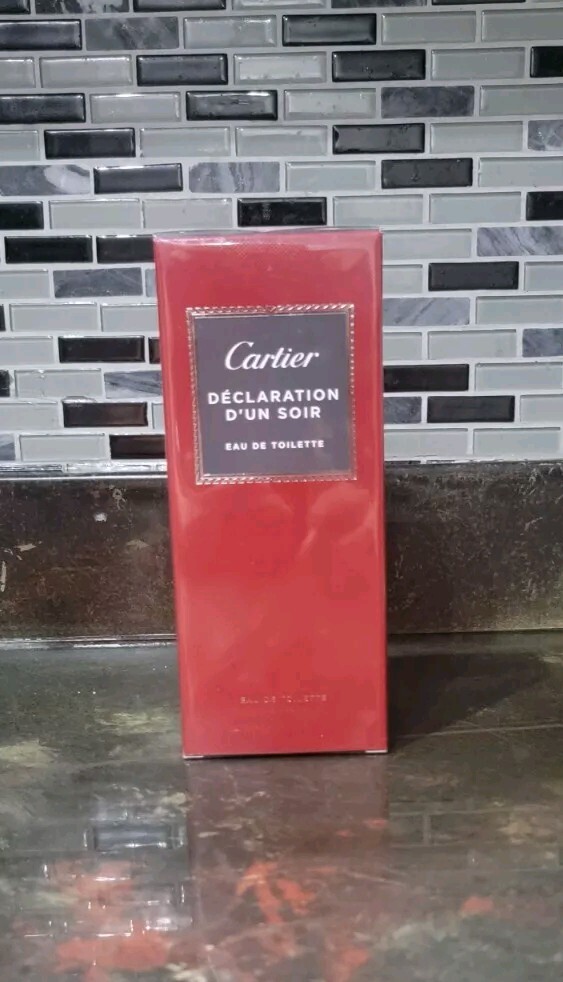 Cartier
DÉCLARATION
D'UN SOIR
EAU DE TOILETTE
EAU DE TOILETTE